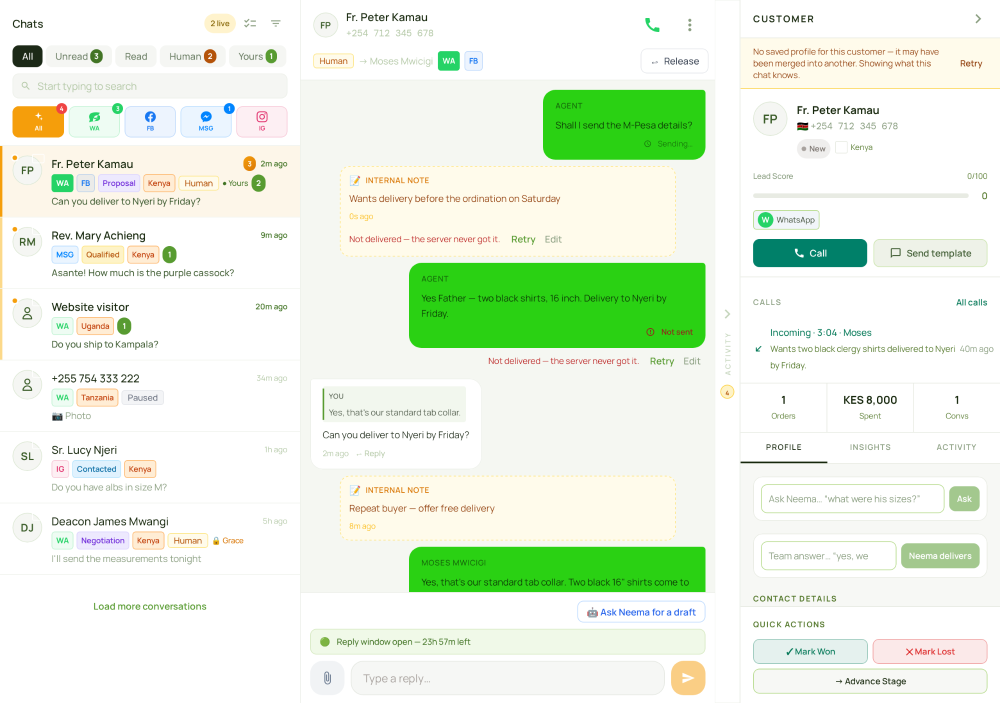 Chats
2 live
All
Unread 3
Read
Human 2
Yours 1
Start typing to search
All
4
WA
3
FB
MSG
1
IG
FP
Fr. Peter Kamau
3 2m ago
WA FB Proposal Kenya Human • Yours 2
Can you deliver to Nyeri by Friday?
RM
Rev. Mary Achieng
9m ago
MSG Qualified Kenya 1
Asante! How much is the purple cassock?
Website visitor
20m ago
WA Uganda 1
Do you ship to Kampala?
+255 754 333 222
34m ago
WA Tanzania Paused
📷 Photo
SL
Sr. Lucy Njeri
1h ago
IG Contacted Kenya
Do you have albs in size M?
DJ
Deacon James Mwangi
5h ago
WA Negotiation Kenya Human 🔒 Grace
I'll send the measurements tonight
Load more conversations
FP
Fr. Peter Kamau
+254 712 345 678
Human → Moses Mwicigi WA FB
↔ Release
AGENT
Shall I send the M-Pesa details?
Sending…
📝 INTERNAL NOTE
Wants delivery before the ordination on Saturday
0s ago
Not delivered — the server never got it. Retry Edit
AGENT
Yes Father — two black shirts, 16 inch. Delivery to Nyeri by
Friday.
Not sent
Not delivered — the server never got it. Retry Edit
YOU
Yes, that's our standard tab collar.
Can you deliver to Nyeri by Friday?
2m ago ↔ Reply
📝 INTERNAL NOTE
Repeat buyer — offer free delivery
8m ago
MOSES MWICIGI
Yes, that's our standard tab collar. Two black 16" shirts come to
🤖 Ask Neema for a draft
Reply window open — 23h 57m left
Type a reply…
ACTIVITY
4
CUSTOMER
No saved profile for this customer — it may have
been merged into another. Showing what this
chat knows.
Retry
FP
Fr. Peter Kamau
🇰🇪 +254 712 345 678
• New
Kenya
Lead Score
0/100
0
W WhatsApp
Call
Send template
CALLS
All calls
Incoming · 3:04 · Moses
↙ Wants two black clergy shirts delivered to Nyeri 40m ago
by Friday.
1
Orders
KES 8,000
Spent
1
Convs
PROFILE
INSIGHTS
ACTIVITY
Ask Neema… "what were his sizes?"
Ask
Team answer… "yes, we
Neema delivers
CONTACT DETAILS
QUICK ACTIONS
✓ Mark Won
✕ Mark Lost
→ Advance Stage